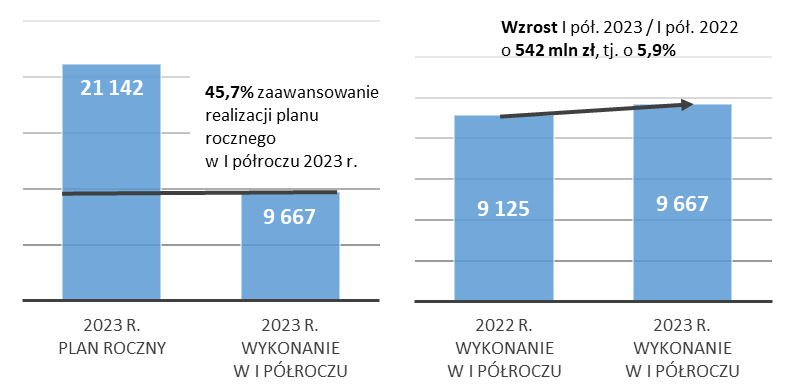 21 142
45,7% zaawansowanie
realizacji planu
rocznego
w I półroczu 2023 r.
9 667
2023 R.
PLAN ROCZNY
2023 R.
WYKONANIE
W I PÓŁROCZU
Wzrost I pół. 2023 / I pół. 2022
o 542 mln zł, tj. o 5,9%
9 125
9 667
2022 R.
WYKONANIE
W I PÓŁROCZU
2023 R.
WYKONANIE
W I PÓŁROCZU